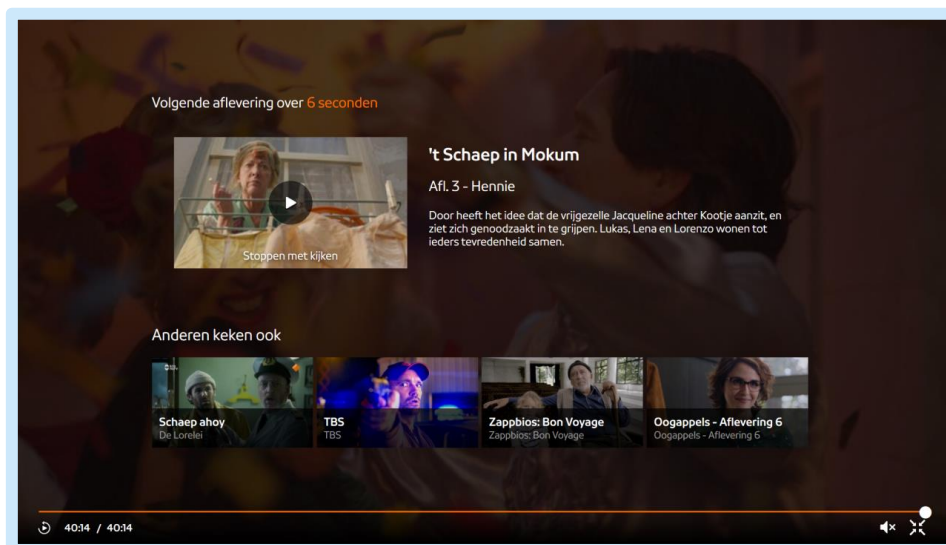 Volgende aflevering over 6 seconden
Stoppen met kijken
't Schaep in Mokum
Afl. 3 - Hennie
Door heeft het idee dat de vrijgezelle Jacqueline achter Kootje aanzit, en
ziet zich genoodzaakt in te grijpen. Lukas, Lena en Lorenzo wonen tot
ieders tevredenheid samen.
Anderen keken ook
Schaep ahoy
De Lorelei
TBS
TBS
Zappbios: Bon Voyage
Zappbios: Bon Voyage
Oogappels - Aflevering 6
Oogappels - Aflevering 6
40:14 / 40:14